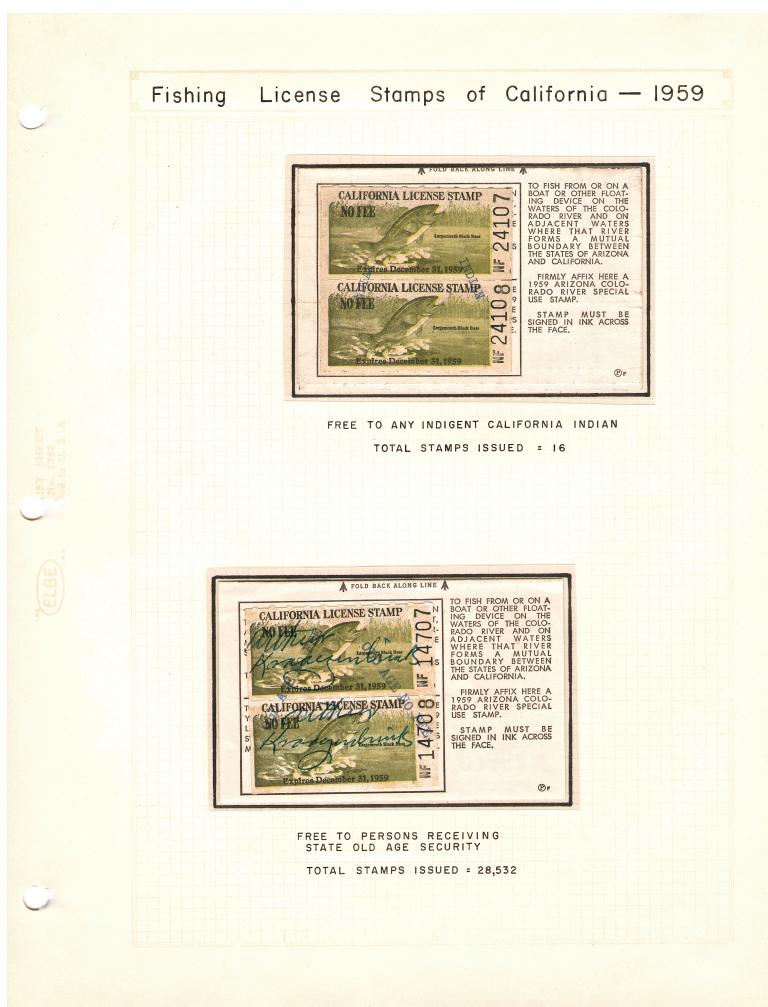 Fishing License Stamps of California — 1959
FOLD BACK ALONG LINE
CALIFORNIA LICENSE STAMP
NO FEE
Largemouth Black Bass
Expires December 31, 1959
NF 24107
INDIAN
CALIFORNIA LICENSE STAMP
NO FEE
Largemouth Black Bass
Expires December 31, 1959
NF 24108
TO FISH FROM OR ON A
BOAT OR OTHER FLOAT-
ING DEVICE ON THE
WATERS OF THE COLO-
RADO RIVER AND ON
ADJACENT WATERS
WHERE THAT RIVER
FORMS A MUTUAL
BOUNDARY BETWEEN
THE STATES OF ARIZONA
AND CALIFORNIA.
FIRMLY AFFIX HERE A
1959 ARIZONA COLO-
RADO RIVER SPECIAL
USE STAMP.
STAMP MUST BE
SIGNED IN INK ACROSS
THE FACE.
Ⓟ F
FREE TO ANY INDIGENT CALIFORNIA INDIAN
TOTAL STAMPS ISSUED = 16
No. 1382
ELBE
FOLD BACK ALONG LINE
CALIFORNIA LICENSE STAMP
NO FEE
Largemouth Black Bass
Expires December 31, 1959
NF 14707
CALIFORNIA LICENSE STAMP
NO FEE
Largemouth Black Bass
Expires December 31, 1959
NF 14708
TO FISH FROM OR ON A
BOAT OR OTHER FLOAT-
ING DEVICE ON THE
WATERS OF THE COLO-
RADO RIVER AND ON
ADJACENT WATERS
WHERE THAT RIVER
FORMS A MUTUAL
BOUNDARY BETWEEN
THE STATES OF ARIZONA
AND CALIFORNIA.
FIRMLY AFFIX HERE A
1959 ARIZONA COLO-
RADO RIVER SPECIAL
USE STAMP.
STAMP MUST BE
SIGNED IN INK ACROSS
THE FACE.
Ⓟ F
FREE TO PERSONS RECEIVING
STATE OLD AGE SECURITY
TOTAL STAMPS ISSUED = 28,532